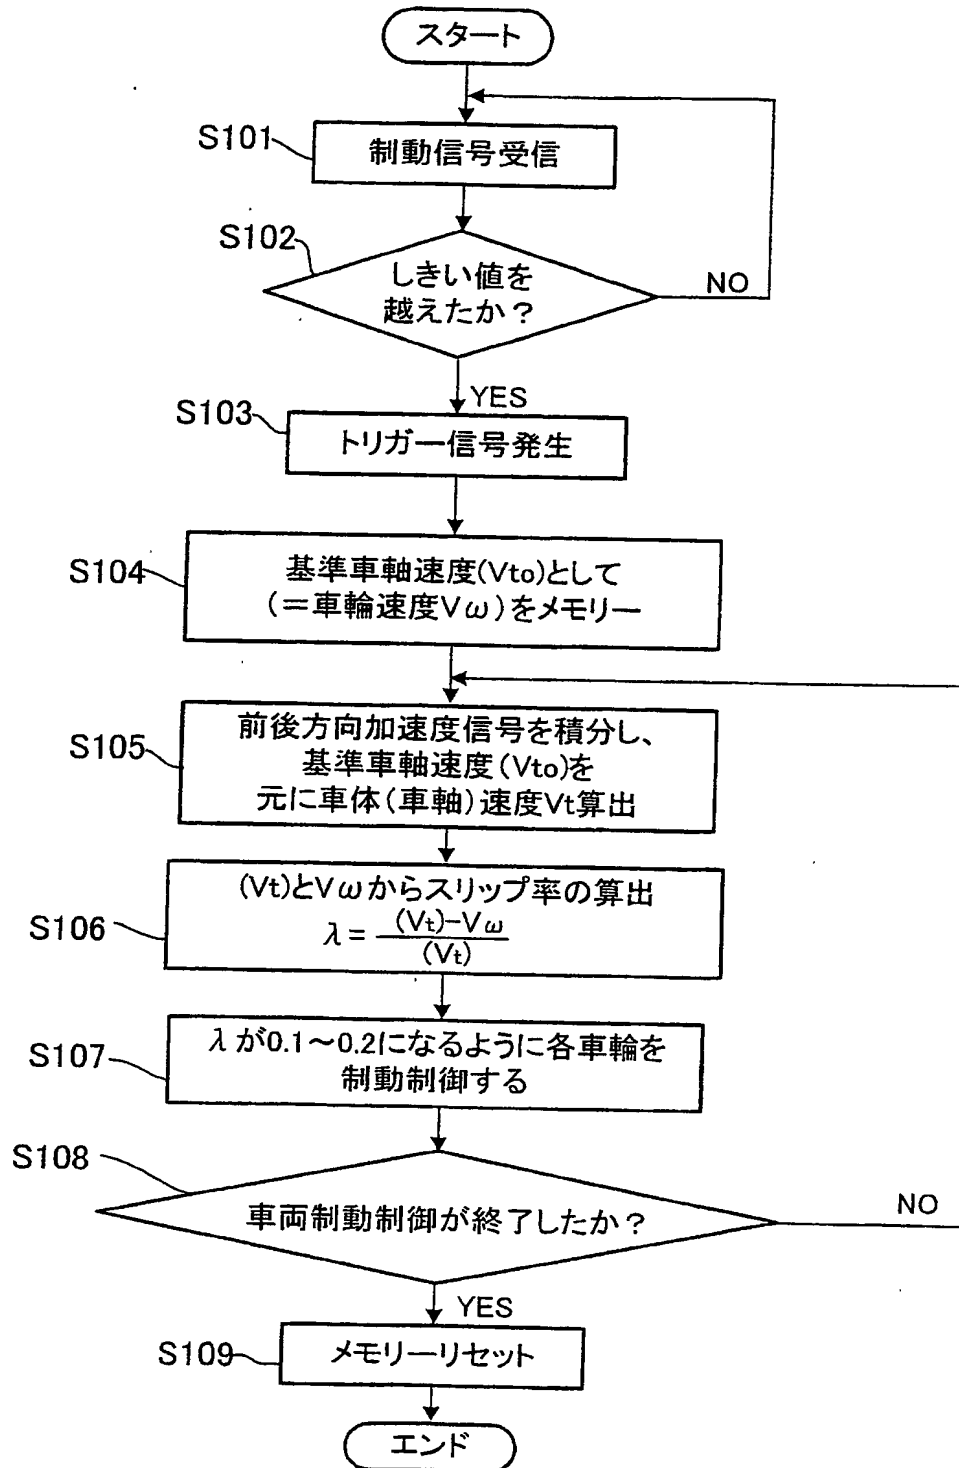 スタート
S101
制動信号受信
S102
しきい値を
越えたか?
NO
YES
S103
トリガー信号発生
S104
基準車軸速度(Vto)として
(=車輪速度Vω)をメモリー
S105
前後方向加速度信号を積分し、
基準車軸速度(Vto)を
元に車体(車軸)速度Vt算出
S106
(Vt)とVωからスリップ率の算出
λ= (Vt)-Vω
(Vt)
S107
λが0.1~0.2になるように各車輪を
制動制御する
S108
車両制動制御が終了したか?
NO
YES
S109
メモリーリセット
エンド